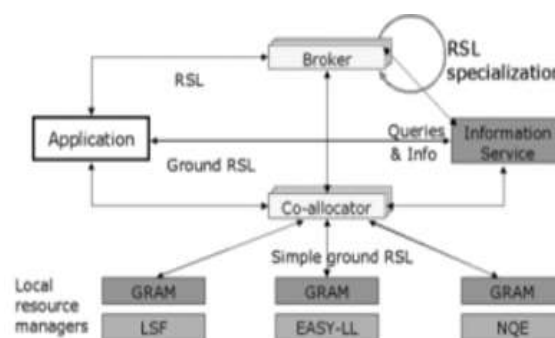 RSL
specialization
Broker
RSL
Application
Queries
& Info
Information
Service
Ground RSL
Co-allocator
Simple ground RSL
Local
resource
managers
GRAM
GRAM
GRAM
LSF
EASY-LL
NQE